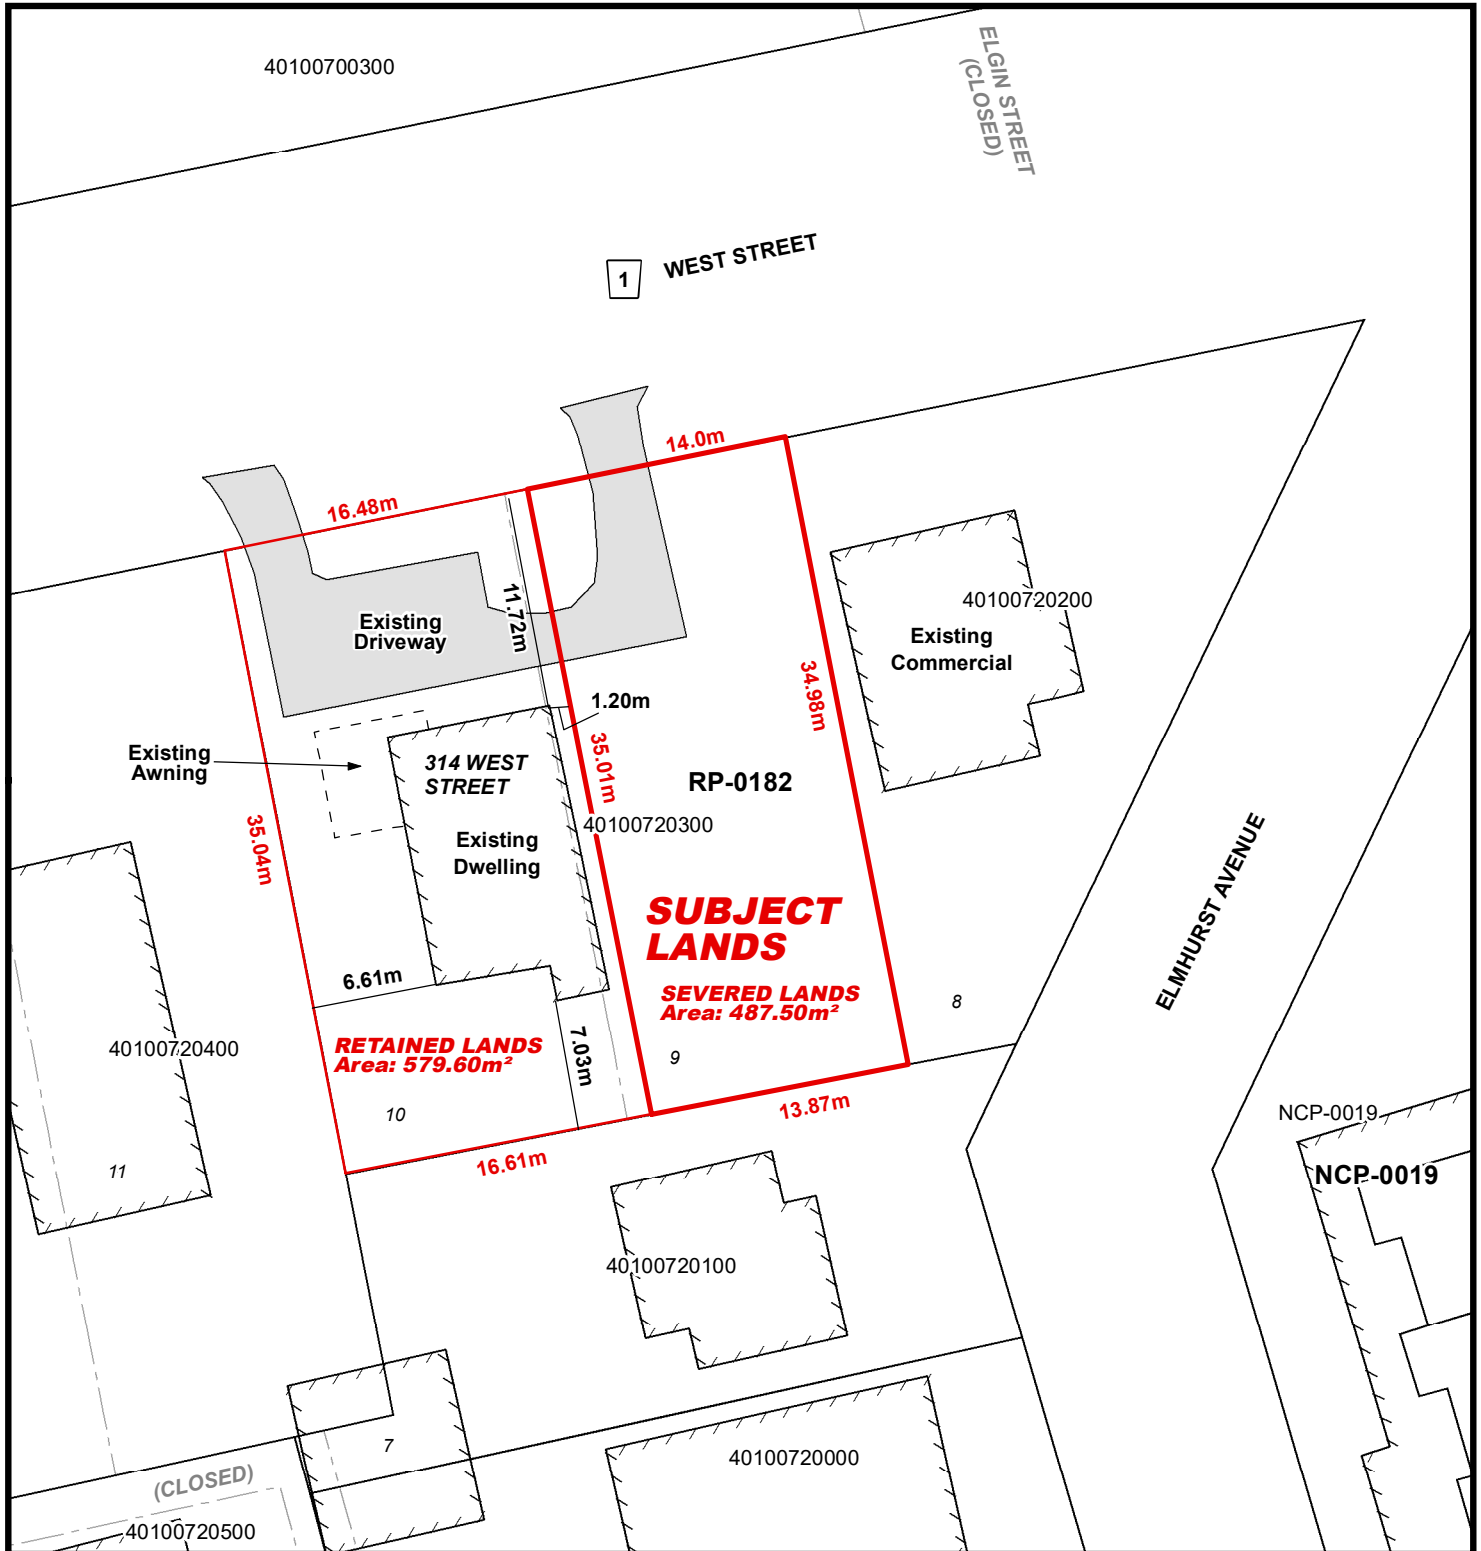 40100700300
ELGIN STREET
(CLOSED)
1
WEST STREET
14.0m
16.48m
11.72m
Existing
Driveway
40100720200
Existing
Commercial
34.98m
1.20m
35.01m
Existing
Awning
314 WEST
STREET
RP-0182
40100720300
Existing
Dwelling
35.04m
ELMHURST AVENUE
SUBJECT
LANDS
6.61m
SEVERED LANDS
Area: 487.50m²
8
40100720400
RETAINED LANDS
Area: 579.60m²
7.03m
9
10
13.87m
NCP-0019
11
16.61m
NCP-0019
40100720100
7
40100720000
(CLOSED)
40100720500